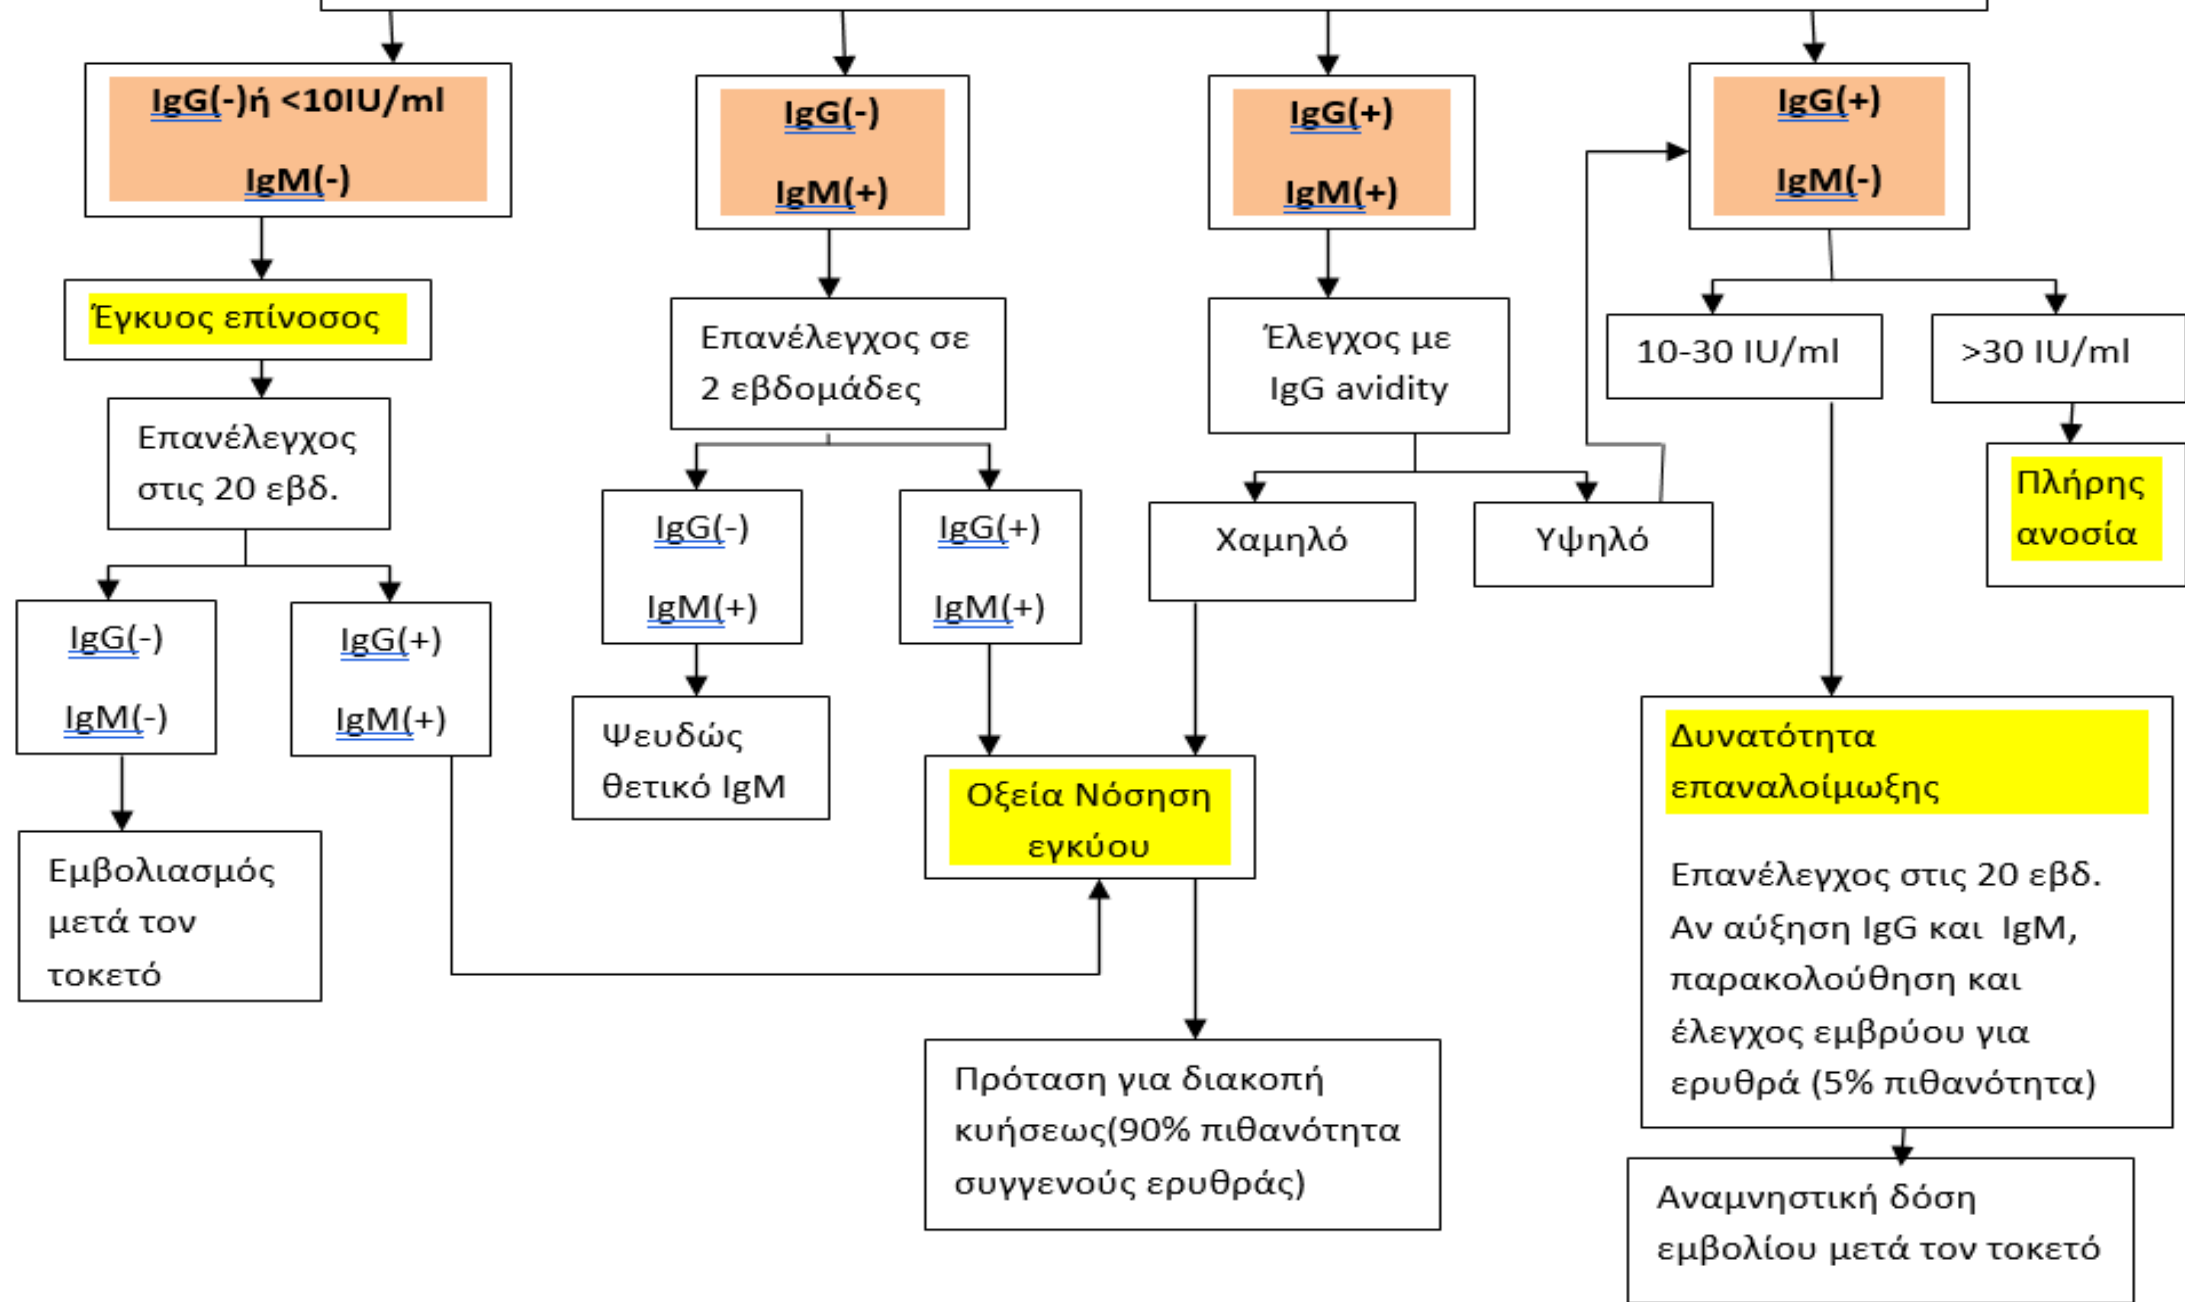 IgG(-)ή <10IU/ml
IgM(-)
IgG(-)
IgM(+)
IgG(+)
IgM(+)
IgG(+)
IgM(-)
Έγκυος επίνοσος
Επανέλεγχος σε
2 εβδομάδες
Έλεγχος με
IgG avidity
10-30 IU/ml
>30 IU/ml
Επανέλεγχος
στις 20 εβδ.
IgG(-)
IgM(+)
IgG(+)
IgM(+)
Χαμηλό
Υψηλό
Πλήρης
ανοσία
IgG(-)
IgM(-)
IgG(+)
IgM(+)
Ψευδώς
θετικό IgM
Οξεία Νόσηση
εγκύου
Δυνατότητα
επαναλοίμωξης
Επανέλεγχος στις 20 εβδ.
Αν αύξηση IgG και  IgM,
παρακολούθηση και
έλεγχος εμβρύου για
ερυθρά (5% πιθανότητα)
Εμβολιασμός
μετά τον
τοκετό
Πρόταση για διακοπή
κυήσεως(90% πιθανότητα
συγγενούς ερυθράς)
Αναμνηστική δόση
εμβολίου μετά τον τοκετό